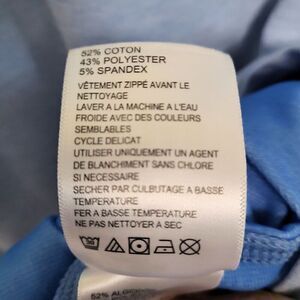 52% COTON
43% POLYESTER
5% SPANDEX
VÊTEMENT ZIPPÉ AVANT LE
NETTOYAGE
LAVER A LA MACHINE A L'EAU
FROIDE AVEC DES COULEURS
SEMBLABLES
CYCLE DELICAT
UTILISER UNIQUEMENT UN AGENT
DE BLANCHIMENT SANS CHLORE
SI NECESSAIRE
SECHER PAR CULBUTAGE A BASSE
TEMPERATURE
FER A BASSE TEMPERATURE
NE PAS NETTOYER A SEC
52%